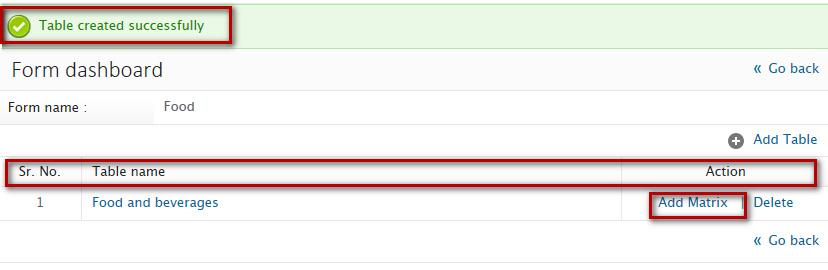 Table created successfully
Form dashboard « Go back
Form name : Food
Add Table
Sr. No. Table name Action
1 Food and beverages Add Matrix | Delete
« Go back